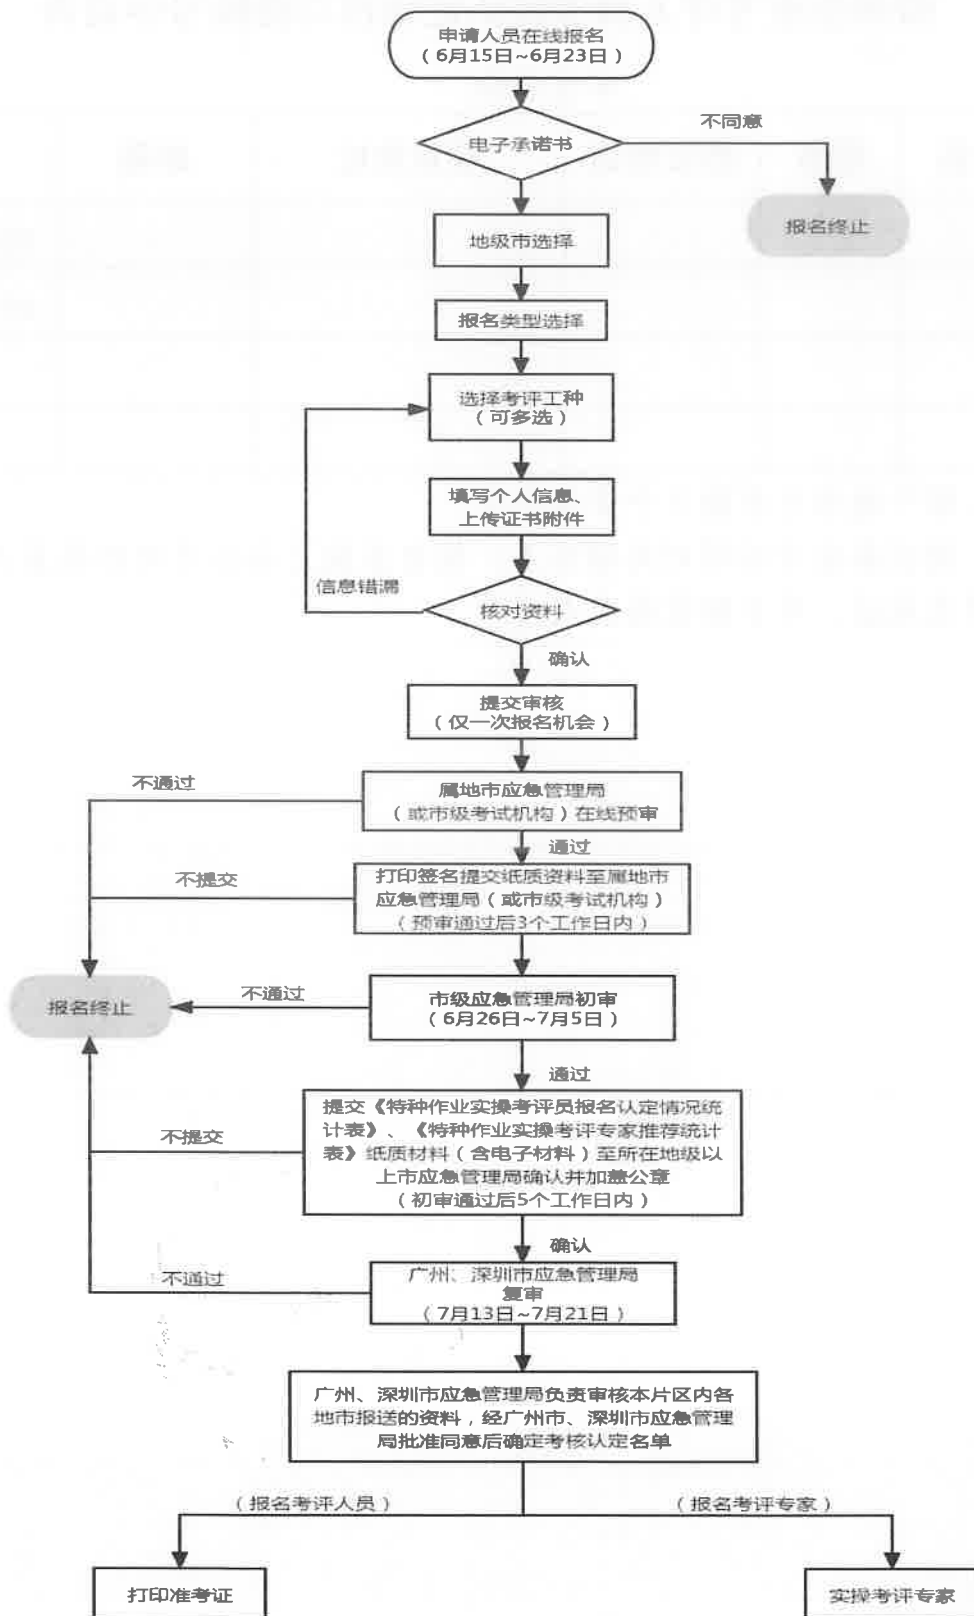 申请人员在线报名
（6月15日~6月23日）
不同意
电子承诺书
报名终止
地级市选择
报名类型选择
选择考评工种
（可多选）
填写个人信息、
上传证书附件
信息错漏
核对资料
确认
提交审核
（仅一次报名机会）
不通过
属地市应急管理局
（或市级考试机构）在线预审
通过
不提交
打印签名提交纸质资料至属地市
应急管理局（或市级考试机构）
（预审通过后3个工作日内）
不通过
报名终止
市级应急管理局初审
（6月26日~7月5日）
通过
提交《特种作业实操考评员报名认定情况统
计表》、《特种作业实操考评专家推荐统计
表》纸质材料（含电子材料）至所在地级以
上市应急管理局确认并加盖公章
（初审通过后5个工作日内）
不提交
确认
不通过
广州、深圳市应急管理局
复审
（7月13日~7月21日）
广州、深圳市应急管理局负责审核本片区内各
地市报送的资料，经广州市、深圳市应急管理
局批准同意后确定考核认定名单
（报名考评人员）
（报名考评专家）
打印准考证
实操考评专家